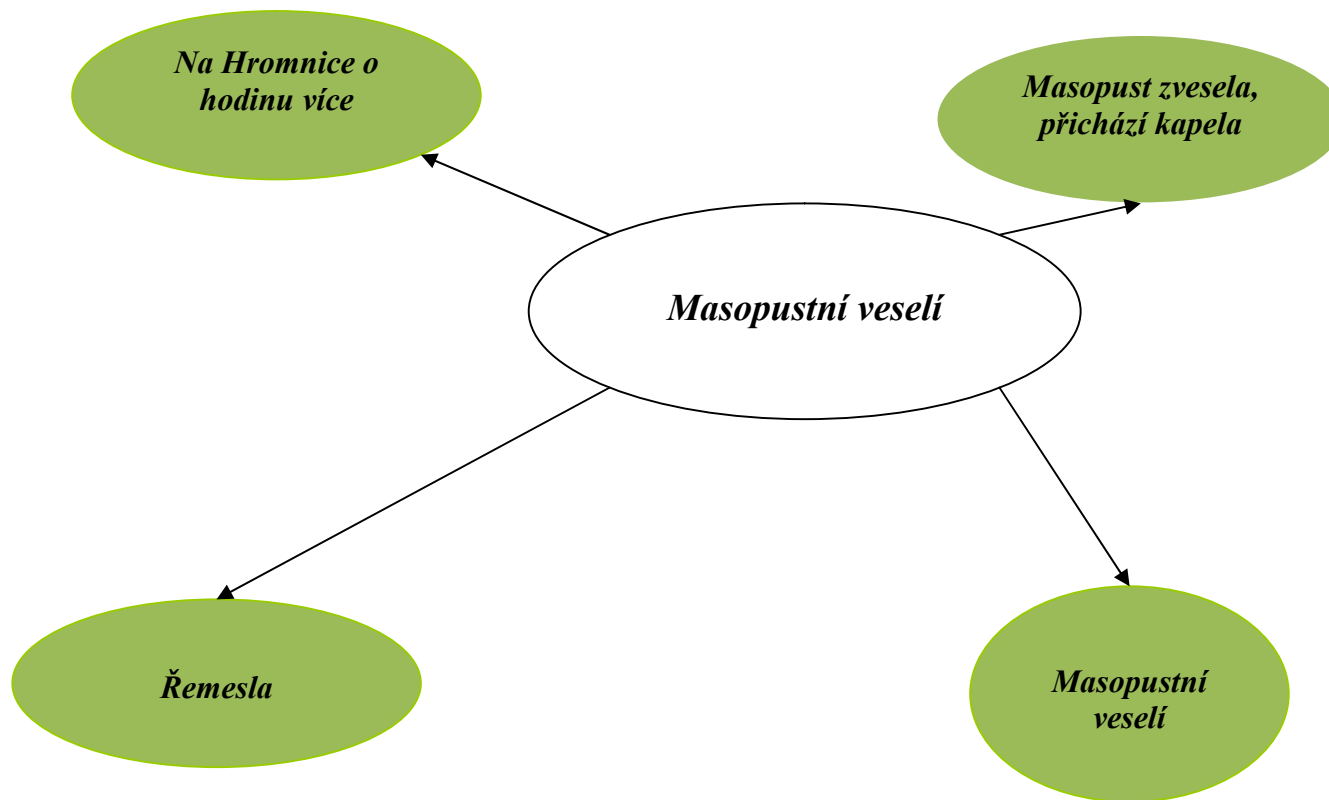 Na Hromnice o
hodinu více
Masopust zvesela,
přichází kapela
Masopustní veselí
Řemesla
Masopustní
veselí